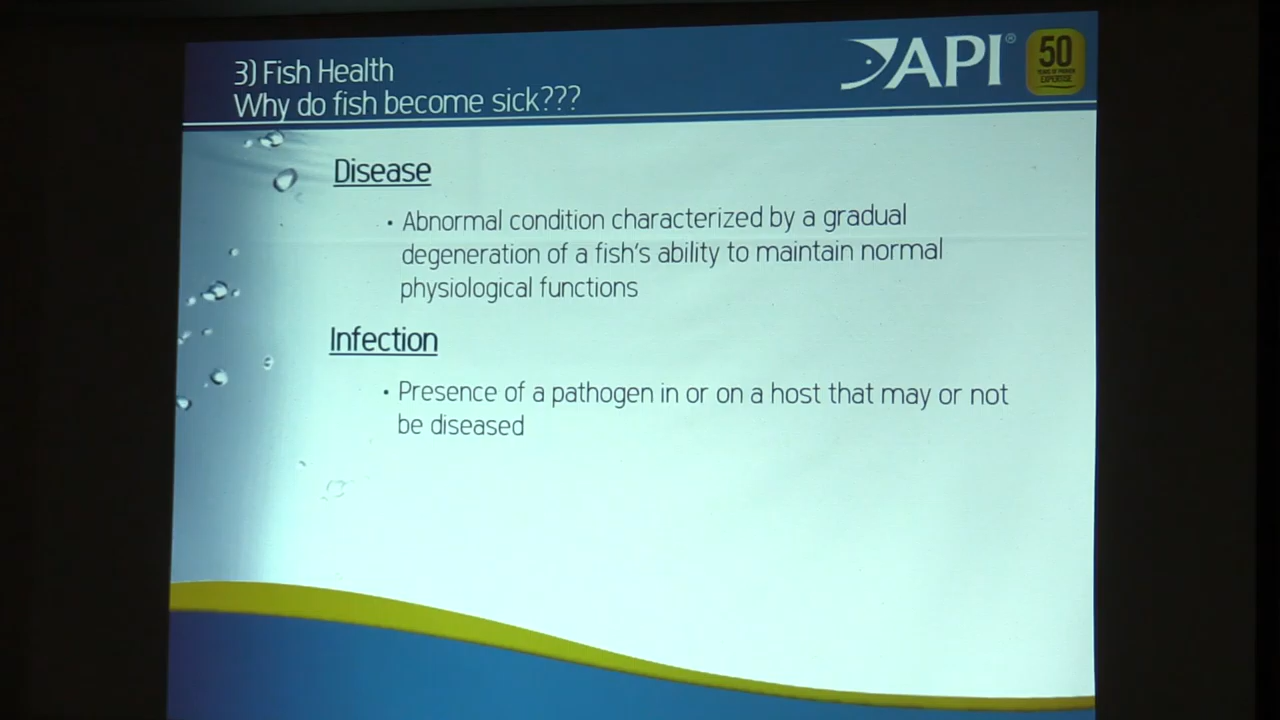 3) Fish Health
Why do fish become sick???
API®
50
YEARS OF PROVEN
EXPERTISE
Disease
• Abnormal condition characterized by a gradual
degeneration of a fish's ability to maintain normal
physiological functions
Infection
• Presence of a pathogen in or on a host that may or not
be diseased